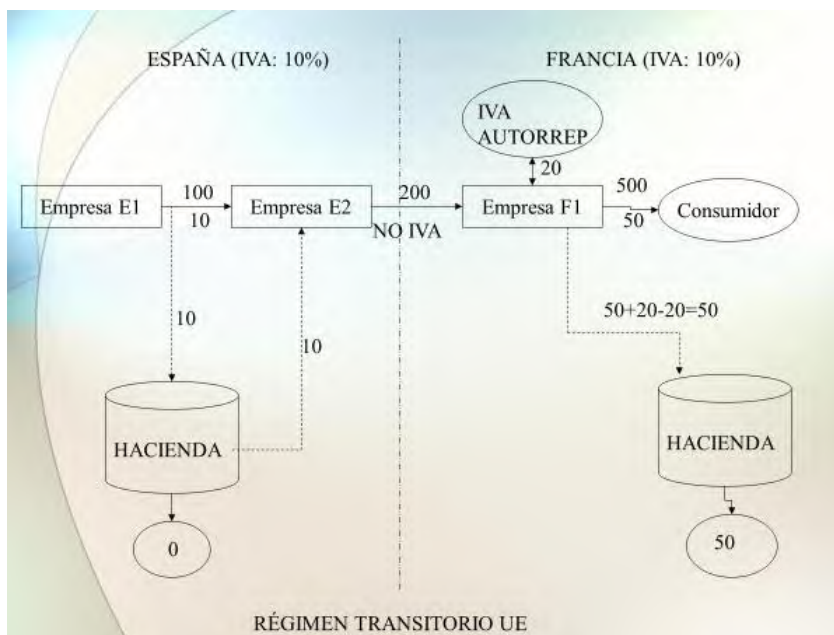 ESPAÑA (IVA: 10%)
FRANCIA (IVA: 10%)
IVA
AUTORREP
20
Empresa E1
100
10
Empresa E2
200
NO IVA
Empresa F1
500
50
Consumidor
10
10
50+20-20=50
HACIENDA
HACIENDA
0
50
RÉGIMEN TRANSITORIO UE